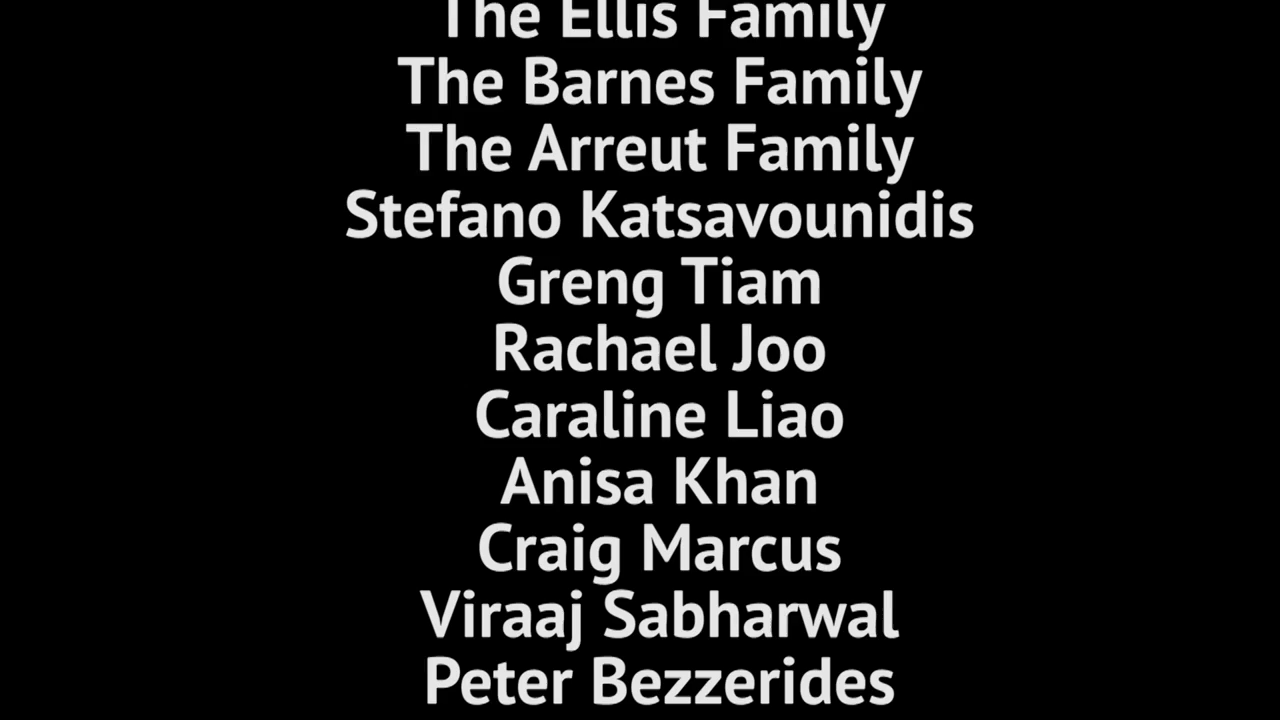 The Ellis Family
The Barnes Family
The Arreut Family
Stefano Katsavounidis
Greng Tiam
Rachael Joo
Caraline Liao
Anisa Khan
Craig Marcus
Viraaj Sabharwal
Peter Bezzerides